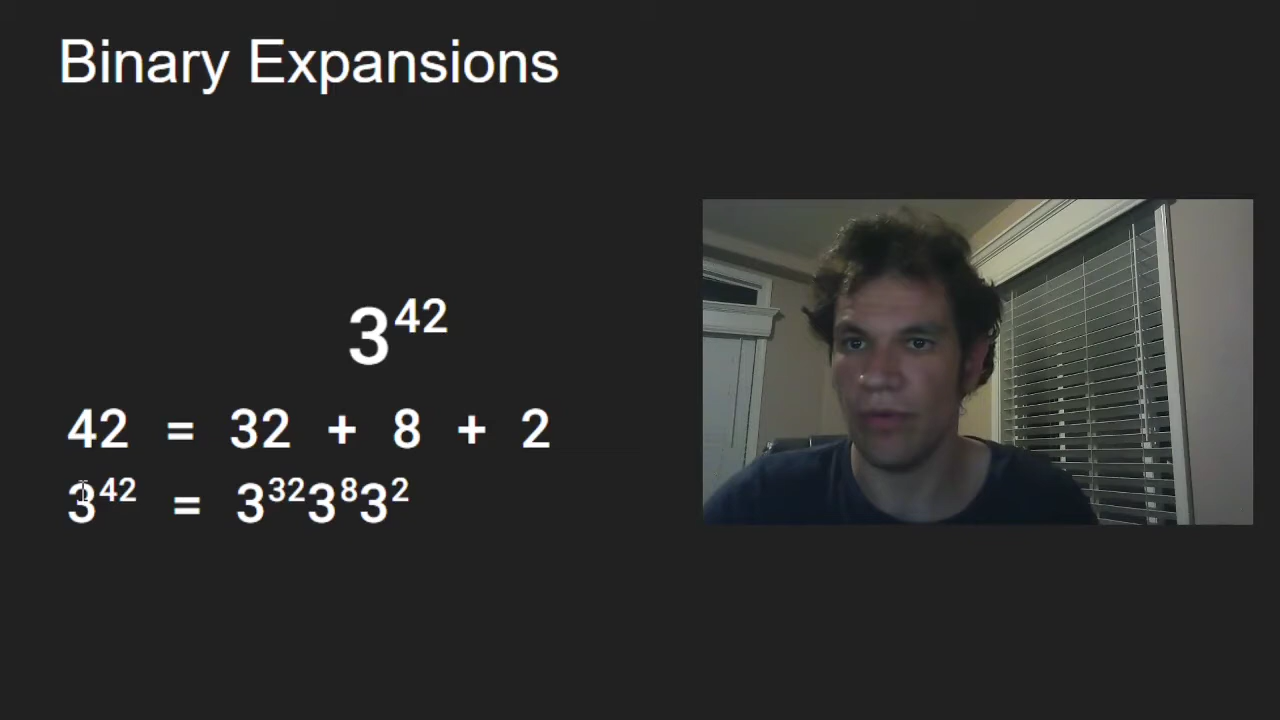 Binary Expansions
3⁴²
42 = 32 + 8 + 2
3⁴² = 3³²3⁸3²